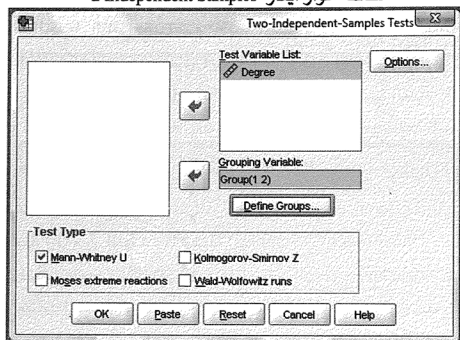 Independent Samples
Two-Independent-Samples Tests
Test Variable List:
Degree
Options...
Grouping Variable:
Group(1 2)
Define Groups...
Test Type
Mann-Whitney U
Kolmogorov-Smirnov Z
Moses extreme reactions
Wald-Wolfowitz runs
OK
Paste
Reset
Cancel
Help